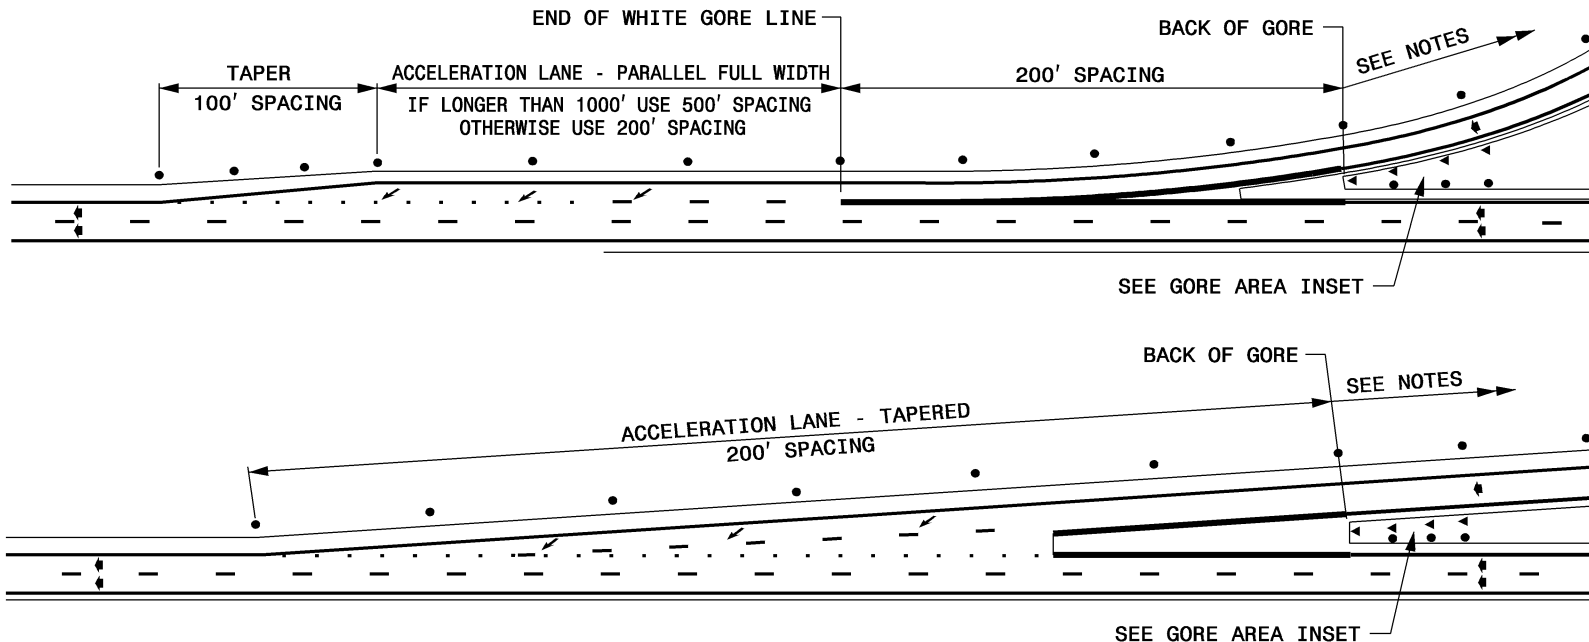 END OF WHITE GORE LINE
BACK OF GORE
SEE NOTES
TAPER
100' SPACING
ACCELERATION LANE - PARALLEL FULL WIDTH
IF LONGER THAN 1000' USE 500' SPACING
OTHERWISE USE 200' SPACING
200' SPACING
SEE GORE AREA INSET
BACK OF GORE
SEE NOTES
ACCELERATION LANE - TAPERED
200' SPACING
SEE GORE AREA INSET